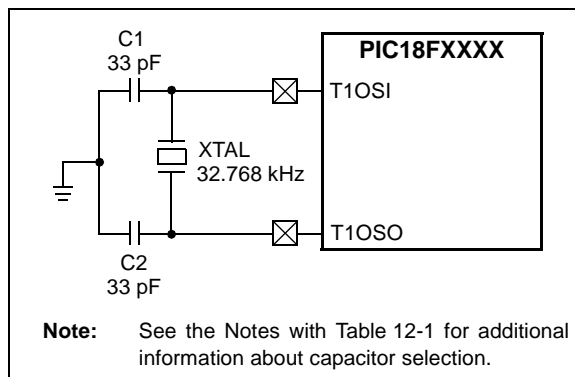 C1
33 pF
PIC18FXXXX
T1OSI
XTAL
32.768 kHz
T1OSO
C2
33 pF
Note: See the Notes with Table 12-1 for additional
information about capacitor selection.